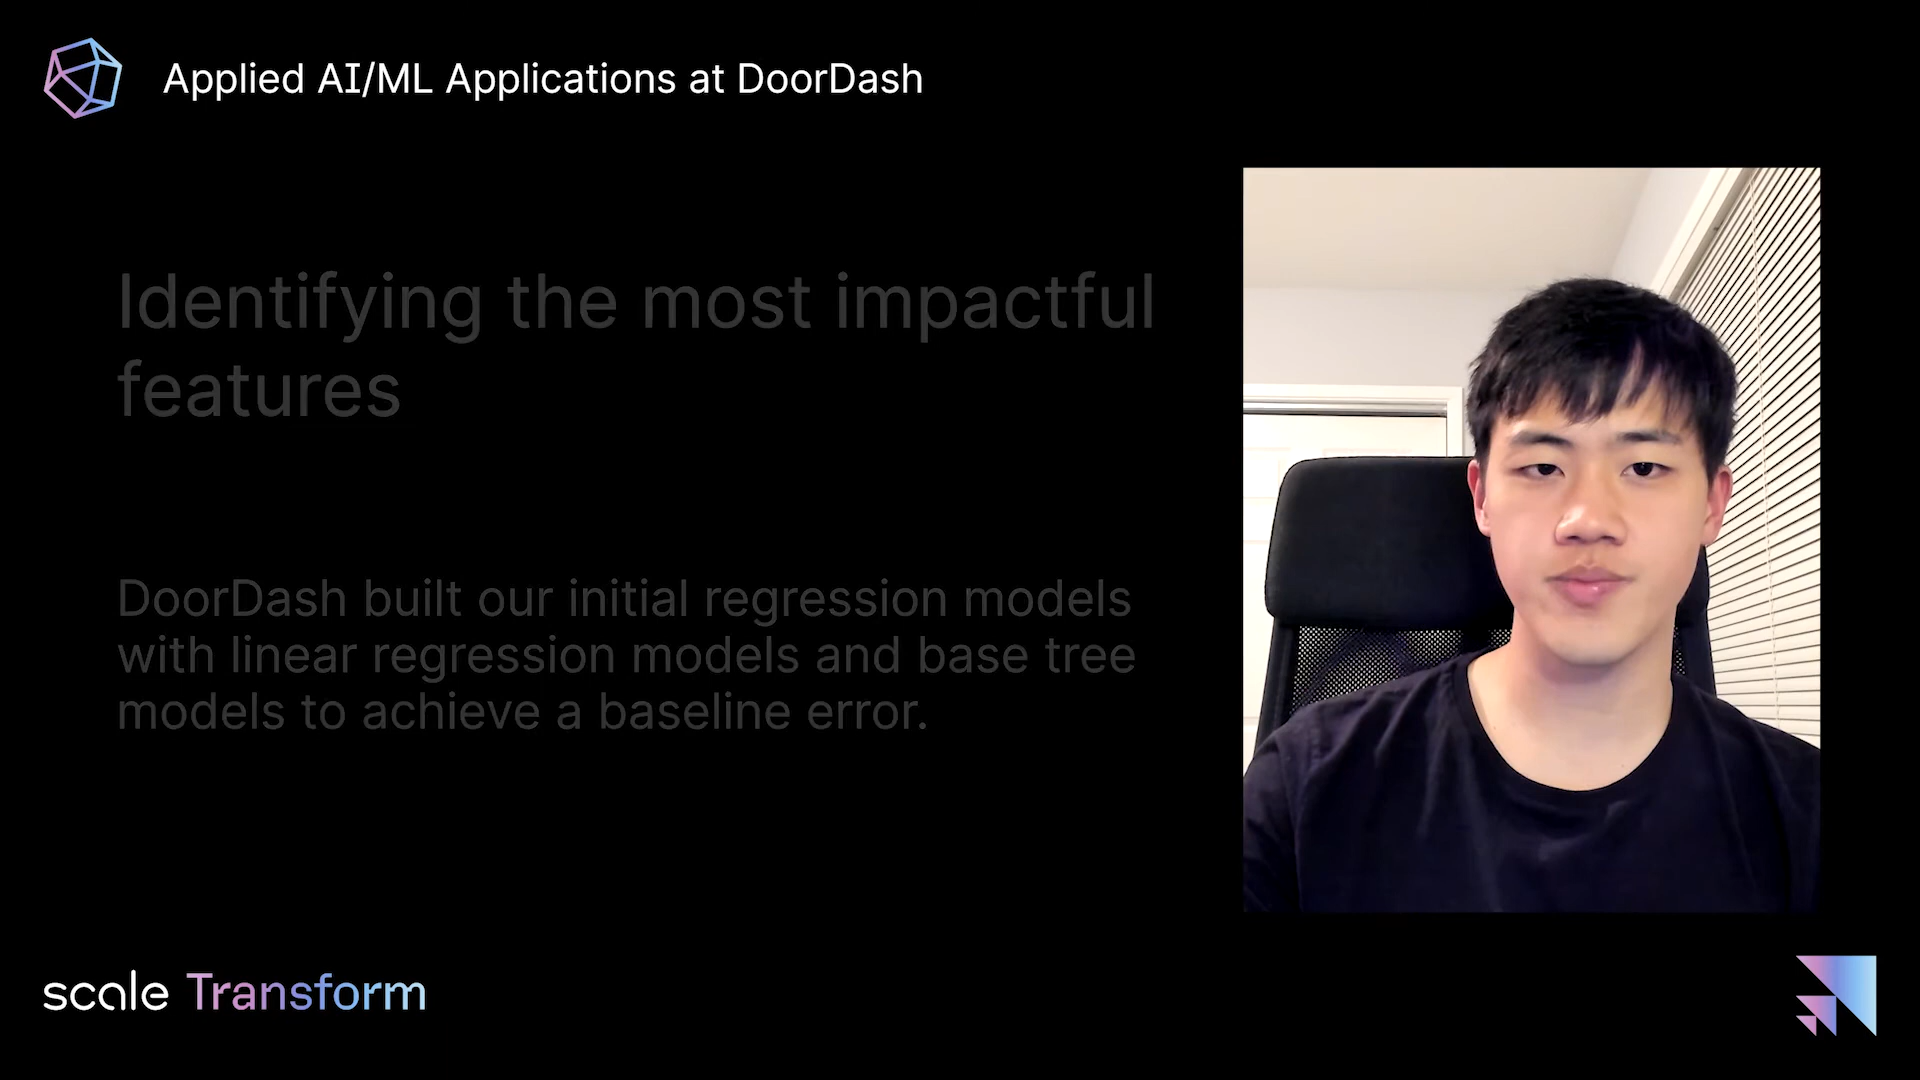 Applied AI/ML Applications at DoorDash
Identifying the most impactful
features
DoorDash built our initial regression models
with linear regression models and base tree
models to achieve a baseline error.
scale Transform